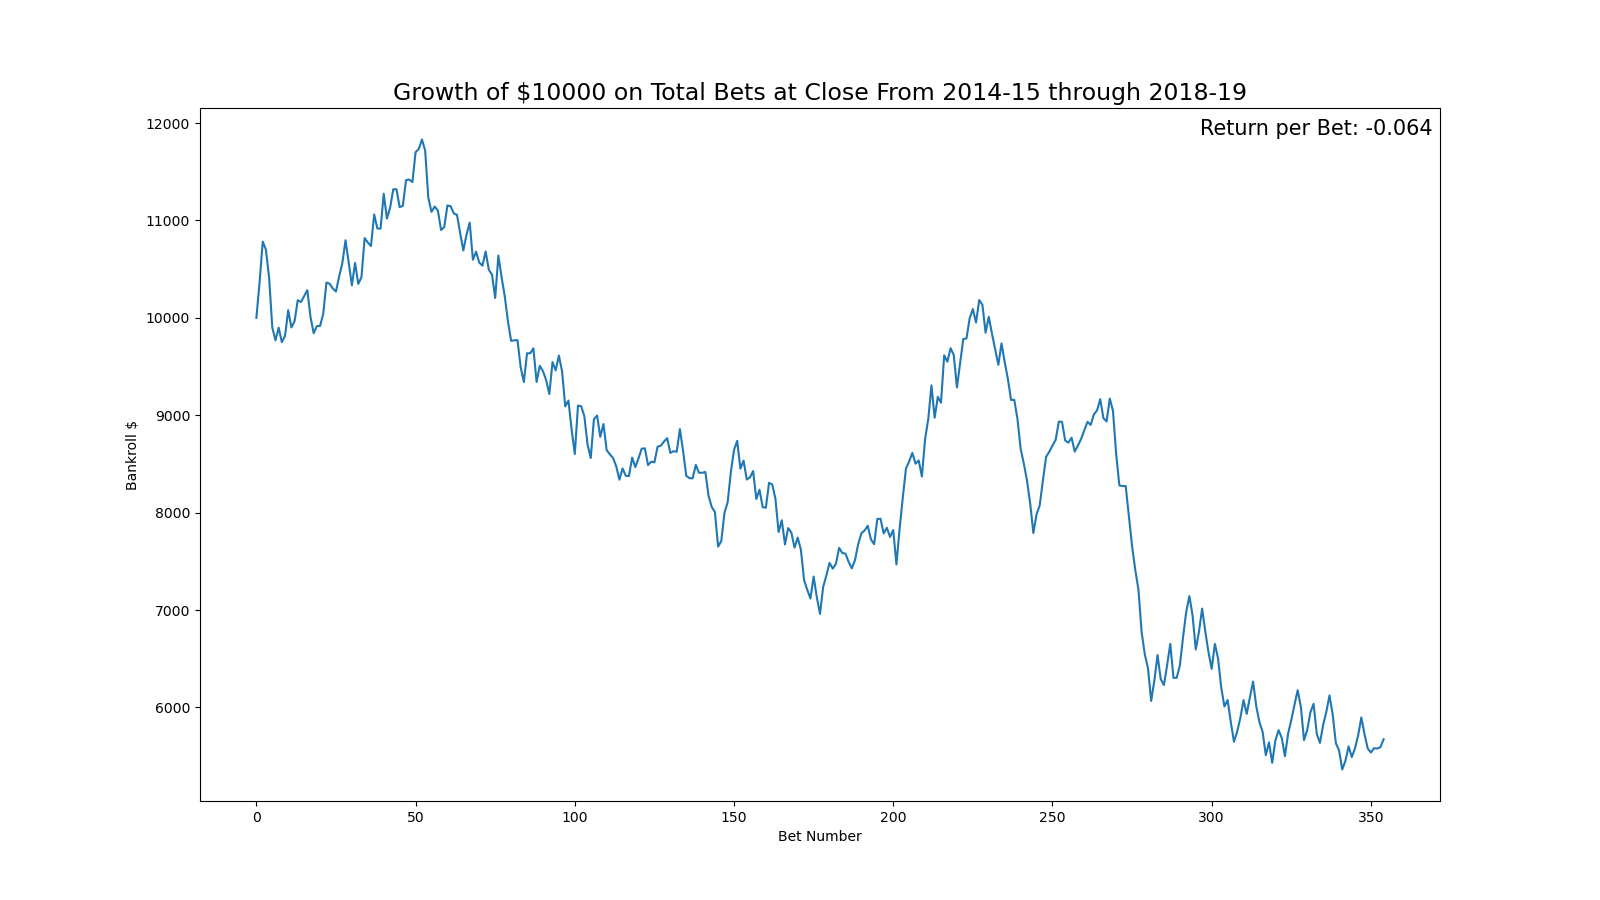 Growth of $10000 on Total Bets at Close From 2014-15 through 2018-19
Return per Bet: -0.064
12000
11000
10000
9000
8000
7000
6000
Bankroll $
0 50 100 150 200 250 300 350
Bet Number